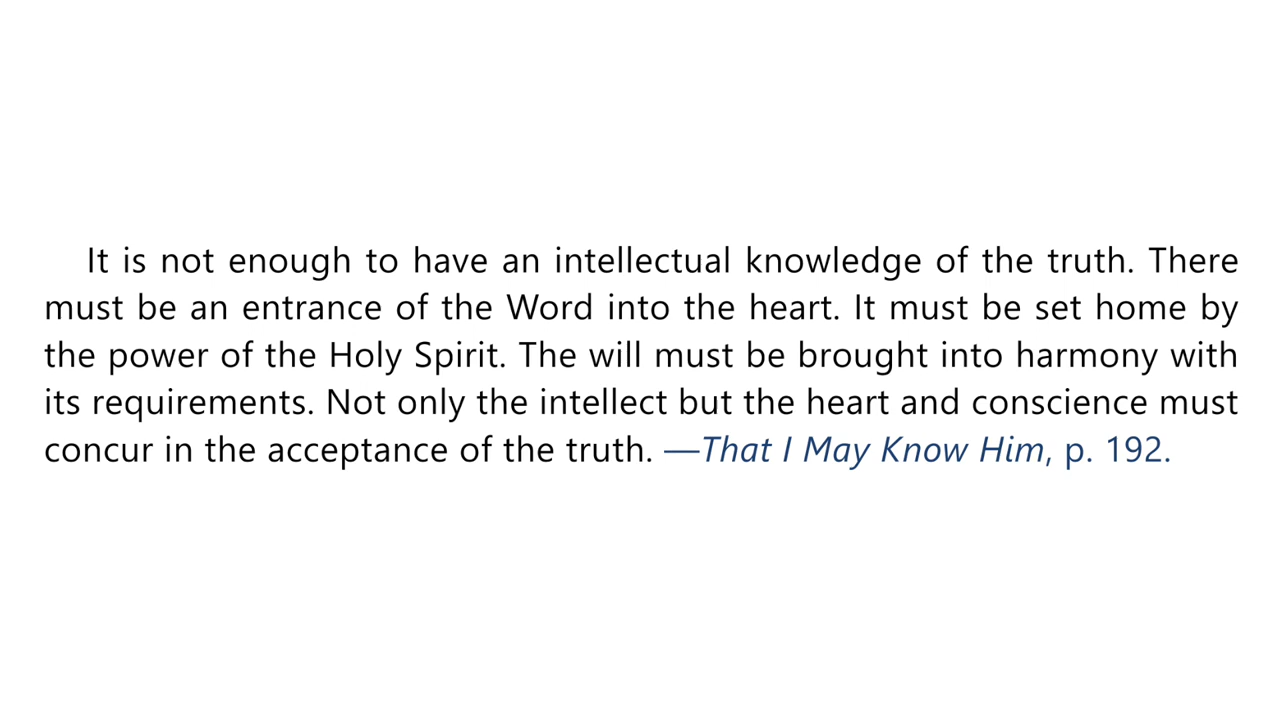 It is not enough to have an intellectual knowledge of the truth. There
must be an entrance of the Word into the heart. It must be set home by
the power of the Holy Spirit. The will must be brought into harmony with
its requirements. Not only the intellect but the heart and conscience must
concur in the acceptance of the truth. —That I May Know Him, p. 192.